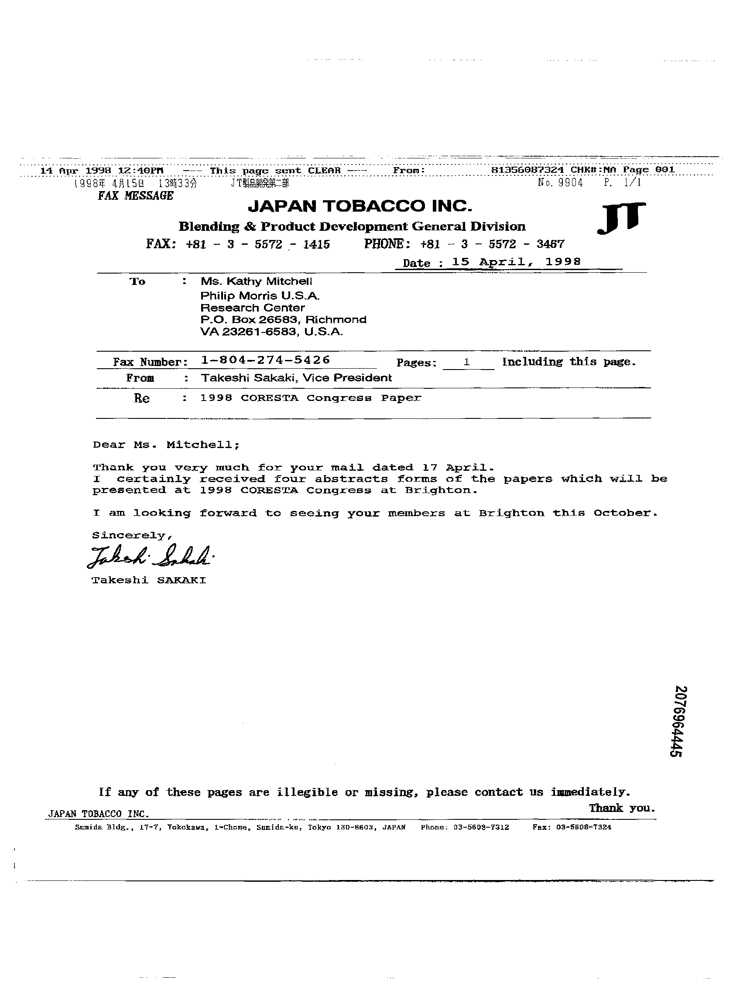 14 Apr 1998 12:40PM --- This page sent CLEAR --- From: 81356087324 CHK#:NA Page 001
1998年 4月15日 13時33分 JT製品開発第二部 No. 9904 P. 1/1
FAX MESSAGE
JAPAN TOBACCO INC.
JT
Blending & Product Development General Division
FAX: +81 - 3 - 5572 - 1415 PHONE: +81 - 3 - 5572 - 3467
Date : 15 April, 1998
To : Ms. Kathy Mitchell
Philip Morris U.S.A.
Research Center
P.O. Box 26583, Richmond
VA 23261-6583, U.S.A.
Fax Number: 1-804-274-5426 Pages: 1 Including this page.
From : Takeshi Sakaki, Vice President
Re : 1998 CORESTA Congress Paper
Dear Ms. Mitchell;
Thank you very much for your mail dated 17 April.
I certainly received four abstracts forms of the papers which will be
presented at 1998 CORESTA Congress at Brighton.
I am looking forward to seeing your members at Brighton this October.
Sincerely,
Takeshi SAKAKI
2076964445
If any of these pages are illegible or missing, please contact us immediately.
Thank you.
JAPAN TOBACCO INC.
Sumida Bldg., 17-7, Yokokawa, 1-Chome, Sumida-ku, Tokyo 130-8603, JAPAN Phone: 03-5608-7312 Fax: 03-5608-7324